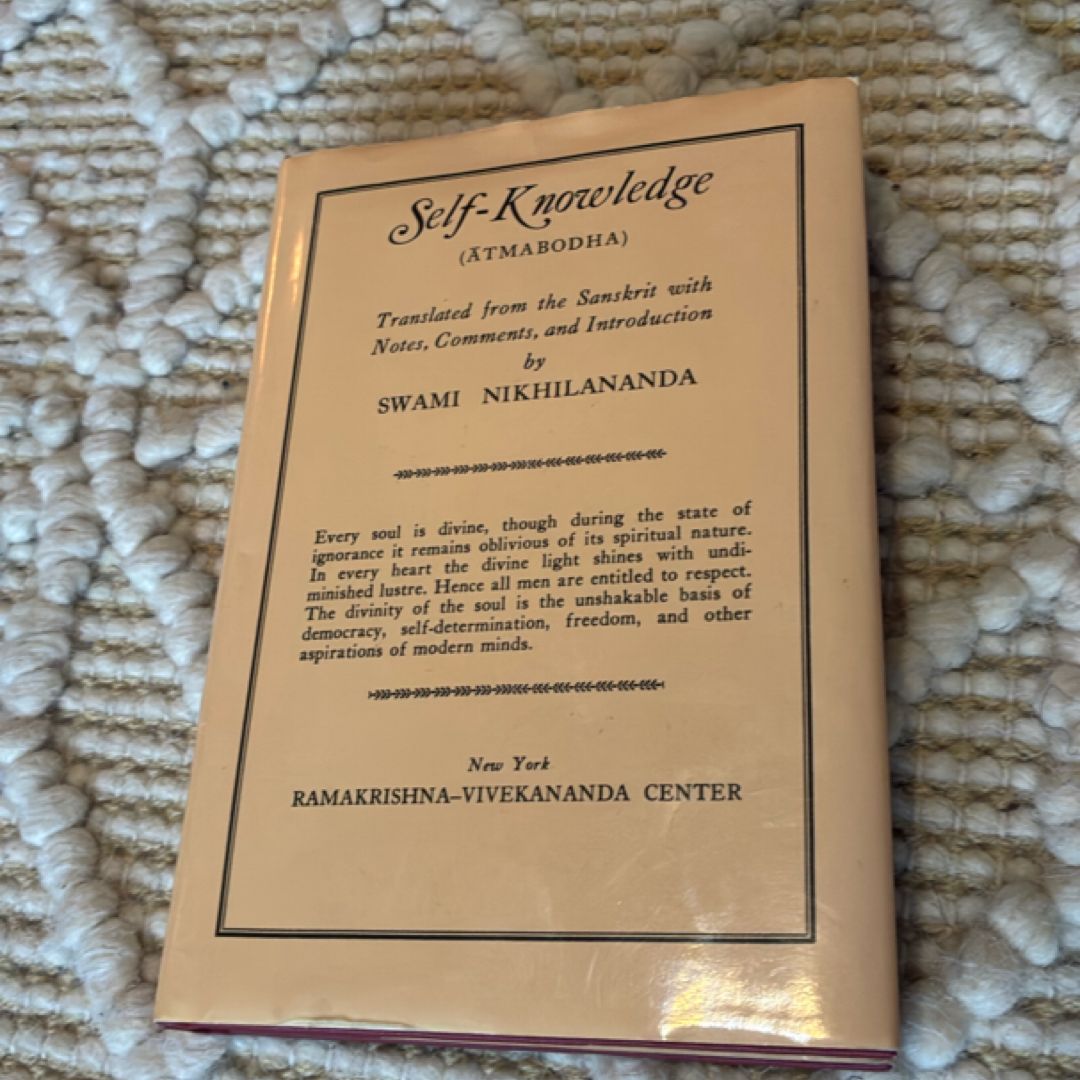 Self-Knowledge
(ĀTMABODHA)
Translated from the Sanskrit with
Notes, Comments, and Introduction
by
SWAMI NIKHILANANDA
Every soul is divine, though during the state of
ignorance it remains oblivious of its spiritual nature.
In every heart the divine light shines with undi-
minished lustre. Hence all men are entitled to respect.
The divinity of the soul is the unshakable basis of
democracy, self-determination, freedom, and other
aspirations of modern minds.
New York
RAMAKRISHNA–VIVEKANANDA CENTER